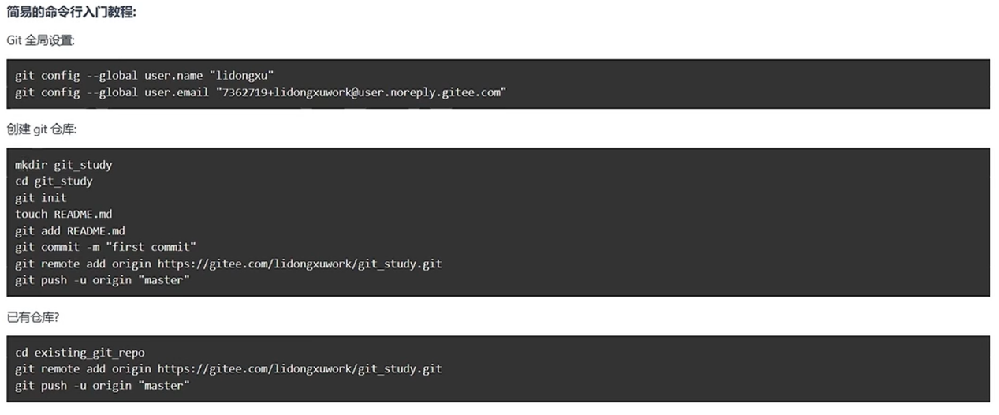 简易的命令行入门教程:
Git 全局设置:
git config --global user.name "lidongxu"
git config --global user.email "7362719+lidongxuwork@user.noreply.gitee.com"
创建 git 仓库:
mkdir git_study
cd git_study
git init
touch README.md
git add README.md
git commit -m "first commit"
git remote add origin https://gitee.com/lidongxuwork/git_study.git
git push -u origin "master"
已有仓库?
cd existing_git_repo
git remote add origin https://gitee.com/lidongxuwork/git_study.git
git push -u origin "master"